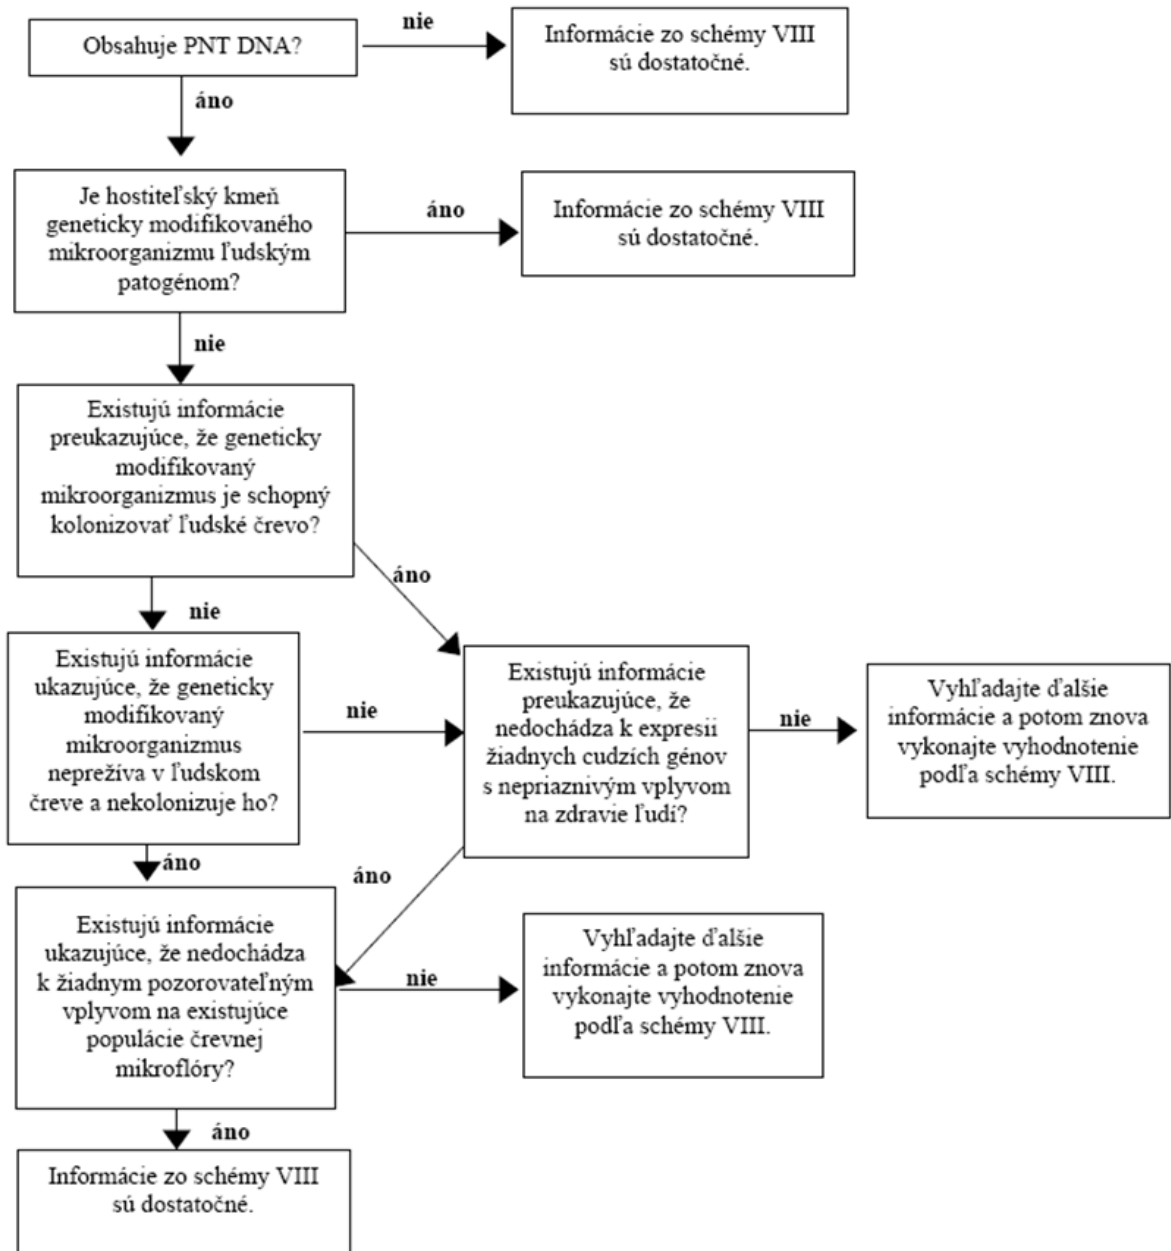 Obsahuje PNT DNA?
nie
Informácie zo schémy VIII
sú dostatočné.
áno
Je hostiteľský kmeň
geneticky modifikovaného
mikroorganizmu ľudským
patogénom?
áno
Informácie zo schémy VIII
sú dostatočné.
nie
Existujú informácie
preukazujúce, že geneticky
modifikovaný
mikroorganizmus je schopný
kolonizovať ľudské črevo?
áno
nie
Existujú informácie
ukazujúce, že geneticky
modifikovaný
mikroorganizmus
neprežíva v ľudskom
čreve a nekolonizuje ho?
nie
Existujú informácie
preukazujúce, že
nedochádza k expresii
žiadnych cudzích génov
s nepriaznivým vplyvom
na zdravie ľudí?
nie
Vyhľadajte ďalšie
informácie a potom znova
vykonajte vyhodnotenie
podľa schémy VIII.
áno
áno
Existujú informácie
ukazujúce, že nedochádza
k žiadnym pozorovateľným
vplyvom na existujúce
populácie črevnej
mikroflóry?
nie
Vyhľadajte ďalšie
informácie a potom znova
vykonajte vyhodnotenie
podľa schémy VIII.
áno
Informácie zo schémy VIII
sú dostatočné.